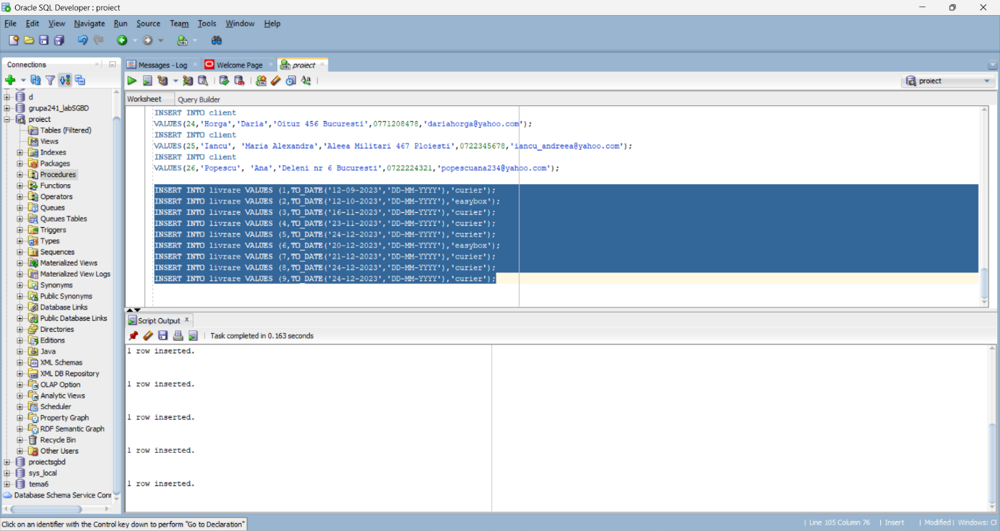 Oracle SQL Developer : proiect
File Edit View Navigate Run Source Team Tools Window Help
Connections
Messages - Log
Welcome Page
proiect
proiect
Worksheet
Query Builder
d
grupa241_labSGBD
proiect
Tables (Filtered)
Views
Indexes
Packages
Procedures
Functions
Operators
Queues
Queues Tables
Triggers
Types
Sequences
Materialized Views
Materialized View Logs
Synonyms
Public Synonyms
Database Links
Public Database Links
Directories
Editions
Java
XML Schemas
XML DB Repository
OLAP Option
Analytic Views
Scheduler
Property Graph
RDF Semantic Graph
Recycle Bin
Other Users
proiectsgbd
sys_local
tema6
Database Schema Service Conn
INSERT INTO client
VALUES(24,'Horga','Daria','Oituz 456 Bucuresti',0771208478,'dariahorga@yahoo.com');
INSERT INTO client
VALUES(25,'Iancu', 'Maria Alexandra','Aleea Militari 467 Ploiesti',0722345678,'iancu_andreea@yahoo.com');
INSERT INTO client
VALUES(26,'Popescu', 'Ana','Deleni nr 6 Bucuresti',0722224321,'popescuana234@yahoo.com');
INSERT INTO livrare VALUES (1,TO_DATE('12-09-2023','DD-MM-YYYY'),'curier');
INSERT INTO livrare VALUES (2,TO_DATE('12-10-2023','DD-MM-YYYY'),'easybox');
INSERT INTO livrare VALUES (3,TO_DATE('16-11-2023','DD-MM-YYYY'),'curier');
INSERT INTO livrare VALUES (4,TO_DATE('23-11-2023','DD-MM-YYYY'),'curier');
INSERT INTO livrare VALUES (5,TO_DATE('24-12-2023','DD-MM-YYYY'),'curier');
INSERT INTO livrare VALUES (6,TO_DATE('20-12-2023','DD-MM-YYYY'),'easybox');
INSERT INTO livrare VALUES (7,TO_DATE('21-12-2023','DD-MM-YYYY'),'curier');
INSERT INTO livrare VALUES (8,TO_DATE('24-12-2023','DD-MM-YYYY'),'curier');
INSERT INTO livrare VALUES (9,TO_DATE('24-12-2023','DD-MM-YYYY'),'curier');
Script Output
Task completed in 0.163 seconds
1 row inserted.
1 row inserted.
1 row inserted.
1 row inserted.
1 row inserted.
Click on an identifier with the Control key down to perform "Go to Declaration"
| Line 105 Column 76 | Insert | Modified | Windows: C